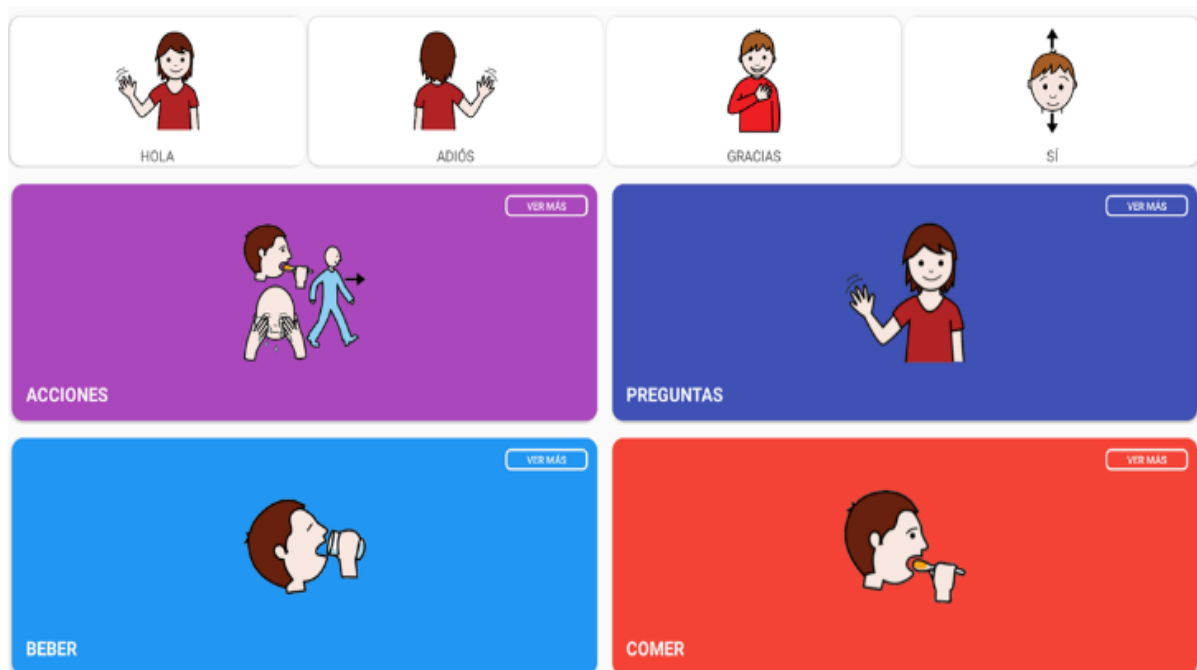 HOLA
ADIÓS
GRACIAS
SÍ
VER MÁS
ACCIONES
VER MÁS
PREGUNTAS
VER MÁS
BEBER
VER MÁS
COMER